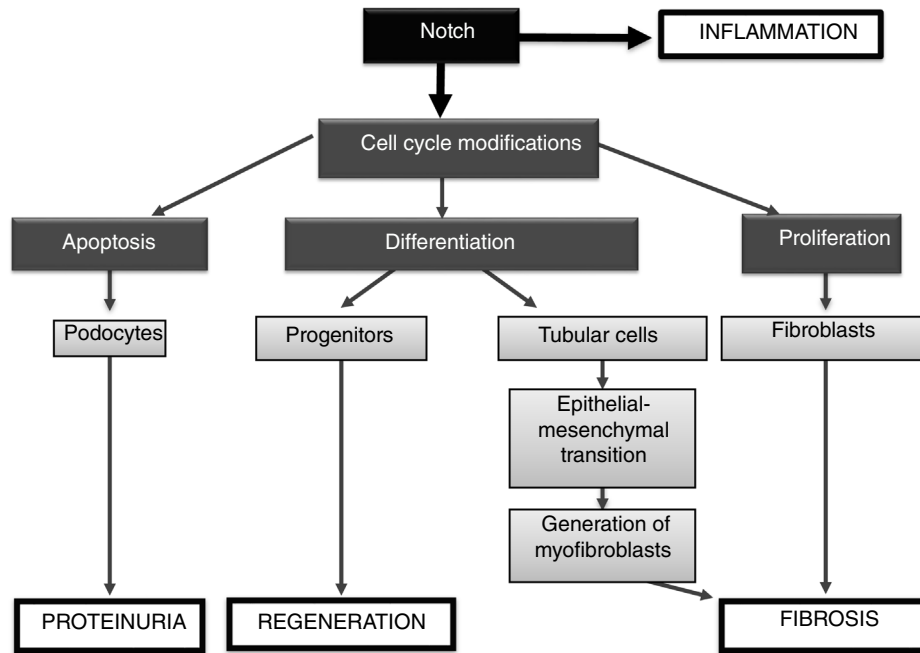 Notch
INFLAMMATION
Cell cycle modifications
Apoptosis
Differentiation
Proliferation
Podocytes
Progenitors
Tubular cells
Fibroblasts
Epithelial-
mesenchymal
transition
Generation of
myofibroblasts
PROTEINURIA
REGENERATION
FIBROSIS